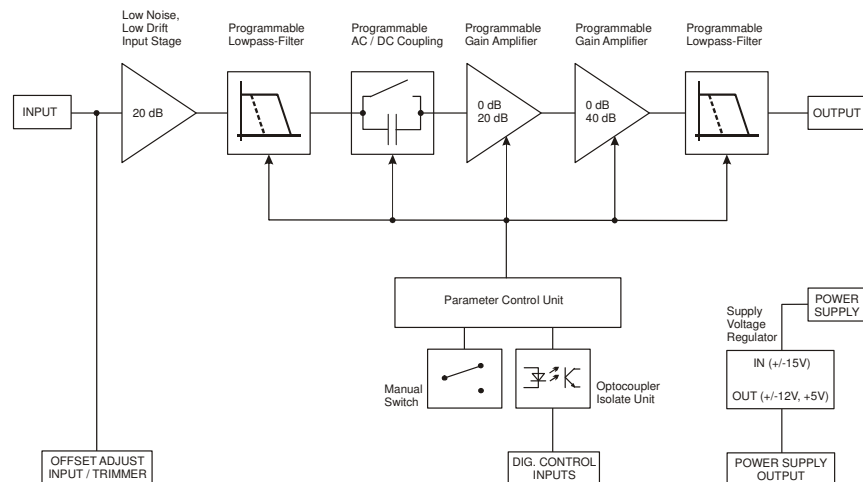 Low Noise,
Low Drift
Input Stage
Programmable
Lowpass-Filter
Programmable
AC / DC Coupling
Programmable
Gain Amplifier
Programmable
Gain Amplifier
Programmable
Lowpass-Filter
INPUT
20 dB
0 dB
20 dB
0 dB
40 dB
OUTPUT
Parameter Control Unit
Manual
Switch
Optocoupler
Isolate Unit
Supply
Voltage
Regulator
POWER
SUPPLY
IN (+/-15V)
OUT (+/-12V, +5V)
OFFSET ADJUST
INPUT / TRIMMER
DIG. CONTROL
INPUTS
POWER SUPPLY
OUTPUT